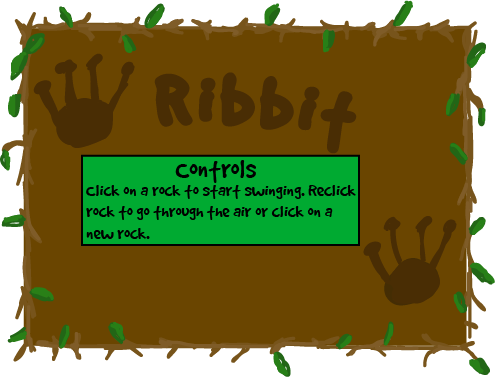 Ribbit
Controls
Click on a rock to start swinging. Reclick
rock to go through the air or click on a
new rock.